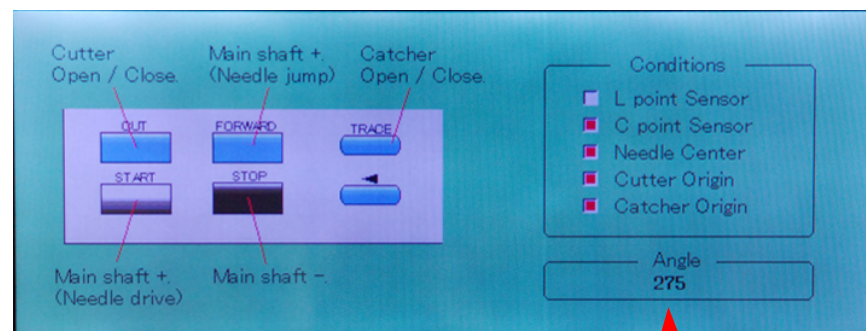 Cutter
Open / Close.
Main shaft +.
(Needle jump)
Catcher
Open / Close.
OUT
FORWARD
TRACE
START
STOP
Main shaft +.
(Needle drive)
Main shaft -.
Conditions
L point Sensor
C point Sensor
Needle Center
Cutter Origin
Catcher Origin
Angle
275